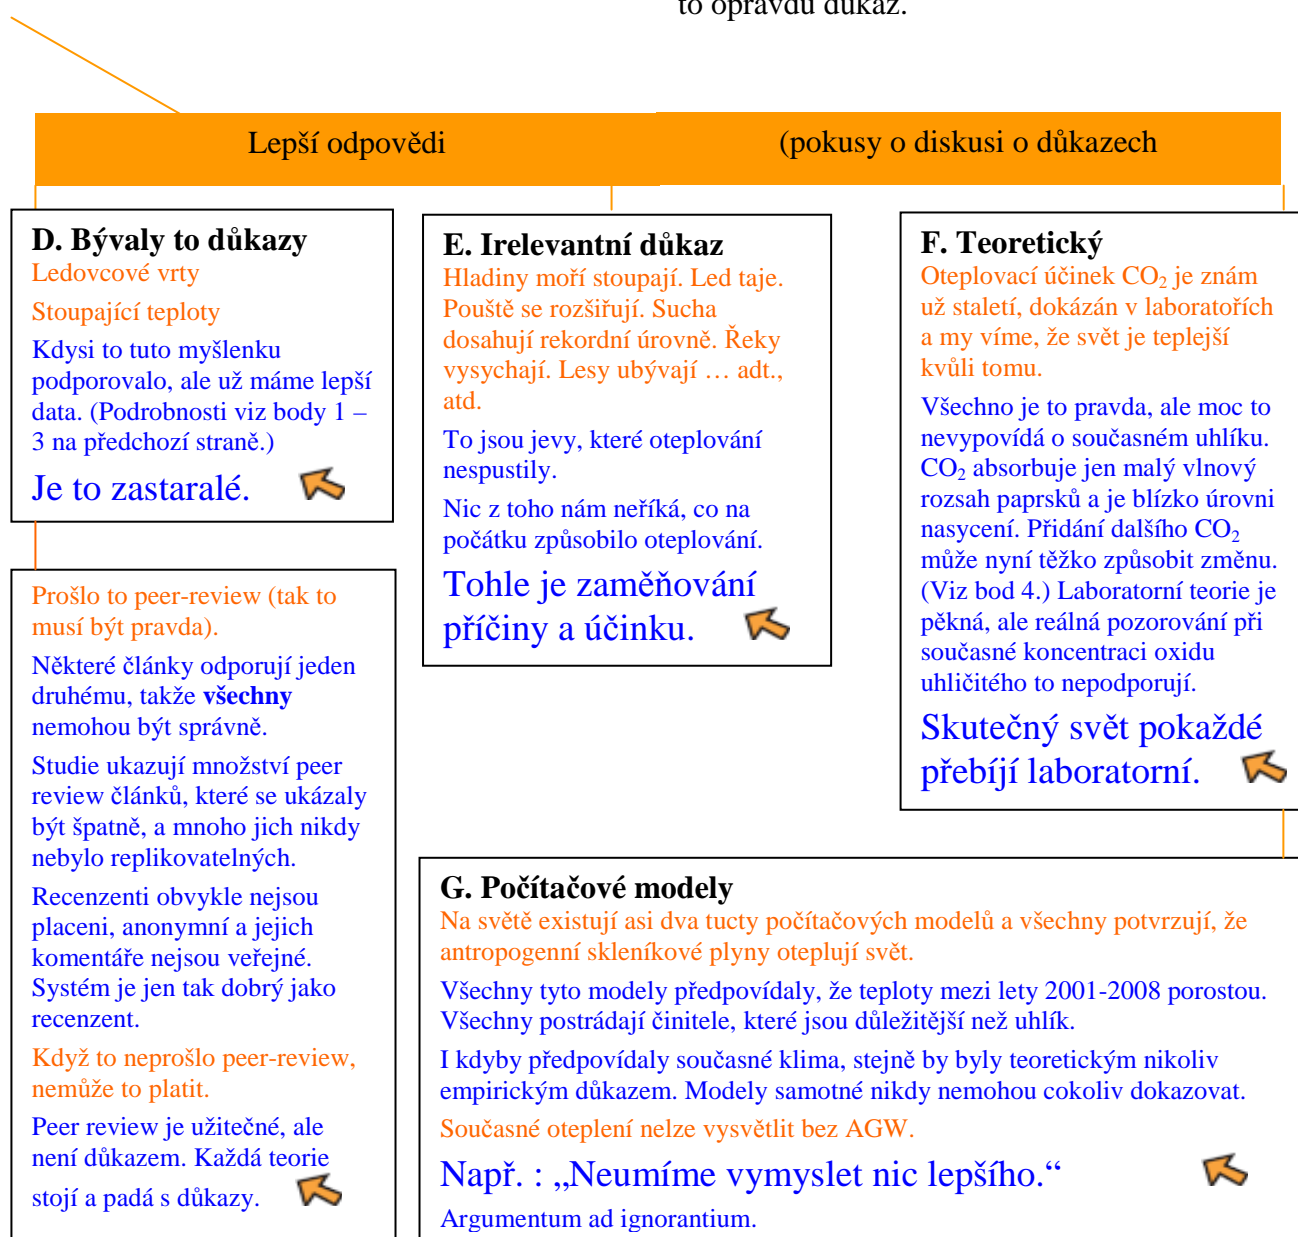 to opravdu důkaz.
Lepší odpovědi
(pokusy o diskusi o důkazech
D. Bývaly to důkazy
Ledovcové vrty
Stoupající teploty
Kdysi to tuto myšlenku
podporovalo, ale už máme lepší
data. (Podrobnosti viz body 1 –
3 na předchozí straně.)
Je to zastaralé.
Prošlo to peer-review (tak to
musí být pravda).
Některé články odporují jeden
druhému, takže všechny
nemohou být správně.
Studie ukazují množství peer
review článků, které se ukázaly
být špatně, a mnoho jich nikdy
nebylo replikovatelných.
Recenzenti obvykle nejsou
placeni, anonymní a jejich
komentáře nejsou veřejné.
Systém je jen tak dobrý jako
recenzent.
Když to neprošlo peer-review,
nemůže to platit.
Peer review je užitečné, ale
není důkazem. Každá teorie
stojí a padá s důkazy.
E. Irelevantní důkaz
Hladiny moří stoupají. Led taje.
Pouště se rozšiřují. Sucha
dosahují rekordní úrovně. Řeky
vysychají. Lesy ubývají … adt.,
atd.
To jsou jevy, které oteplování
nespustily.
Nic z toho nám neříká, co na
počátku způsobilo oteplování.
Tohle je zaměňování
příčiny a účinku.
F. Teoretický
Oteplovací účinek CO₂ je znám
už staletí, dokázán v laboratořích
a my víme, že svět je teplejší
kvůli tomu.
Všechno je to pravda, ale moc to
nevypovídá o současném uhlíku.
CO₂ absorbuje jen malý vlnový
rozsah paprsků a je blízko úrovni
nasycení. Přidání dalšího CO₂
může nyní těžko způsobit změnu.
(Viz bod 4.) Laboratorní teorie je
pěkná, ale reálná pozorování při
současné koncentraci oxidu
uhličitého to nepodporují.
Skutečný svět pokaždé
přebíjí laboratorní.
G. Počítačové modely
Na světě existují asi dva tucty počítačových modelů a všechny potvrzují, že
antropogenní skleníkové plyny oteplují svět.
Všechny tyto modely předpovídaly, že teploty mezi lety 2001-2008 porostou.
Všechny postrádají činitele, které jsou důležitější než uhlík.
I kdyby předpovídaly současné klima, stejně by byly teoretickým nikoliv
empirickým důkazem. Modely samotné nikdy nemohou cokoliv dokazovat.
Současné oteplení nelze vysvětlit bez AGW.
Např. : „Neumíme vymyslet nic lepšího.“
Argumentum ad ignorantium.